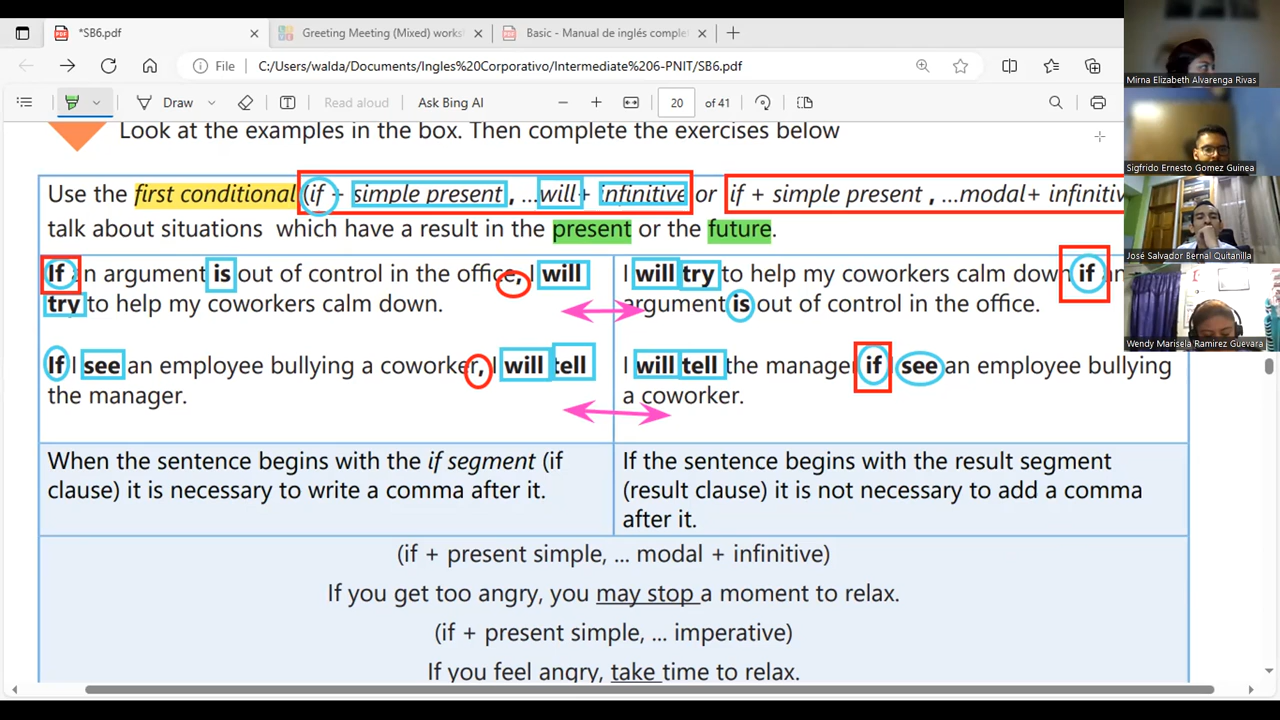 *SB6.pdf
Greeting Meeting (Mixed) works
Basic - Manual de inglés comple
File
C:/Users/walda/Documents/Ingles%20Corporativo/Intermediate%206-PNIT/SB6.pdf
Draw
Read aloud
Ask Bing AI
20 of 41
Look at the examples in the box. Then complete the exercises below
Use the first conditional (if + simple present , ...will+ infinitive or if + simple present , ...modal+ infinitiv
talk about situations which have a result in the present or the future.
If an argument is out of control in the office, I will
try to help my coworkers calm down.
I will try to help my coworkers calm down if an
argument is out of control in the office.
If I see an employee bullying a coworker, I will tell
the manager.
I will tell the manager if I see an employee bullying
a coworker.
When the sentence begins with the if segment (if
clause) it is necessary to write a comma after it.
If the sentence begins with the result segment
(result clause) it is not necessary to add a comma
after it.
(if + present simple, ... modal + infinitive)
If you get too angry, you may stop a moment to relax.
(if + present simple, ... imperative)
If you feel angry, take time to relax.
Mirna Elizabeth Alvarenga Rivas
Sigfrido Ernesto Gomez Guinea
José Salvador Bernal Quitanilla
Wendy Marisela Ramirez Guevara